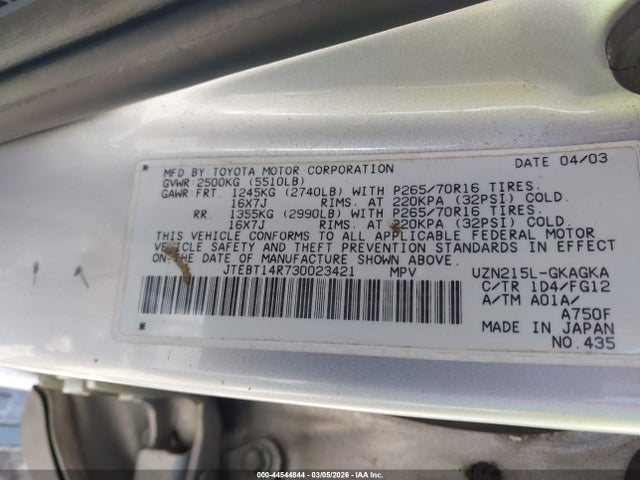 MFD BY TOYOTA MOTOR CORPORATION DATE 04/03
GVWR:2500KG (5510LB)
GAWR:FRT. 1245KG (2740LB) WITH P265/70R16 TIRES.
16X7J RIMS. AT 220KPA (32PSI) COLD.
RR. 1355KG (2990LB) WITH P265/70R16 TIRES.
16X7J RIMS. AT 220KPA (32PSI) COLD.
THIS VEHICLE CONFORMS TO ALL APPLICABLE FEDERAL MOTOR
VEHICLE SAFETY AND THEFT PREVENTION STANDARDS IN EFFECT
ON THE DATE OF MANUFACTURE SHOWN ABOVE.
JTEBT14R730023421 MPV UZN215L-GKAGKA
C/TR 1D4/FG12
A/TM A01A/
A750F
MADE IN JAPAN
NO.435
000-44544844 | 03/05/2026 - IAA Inc.